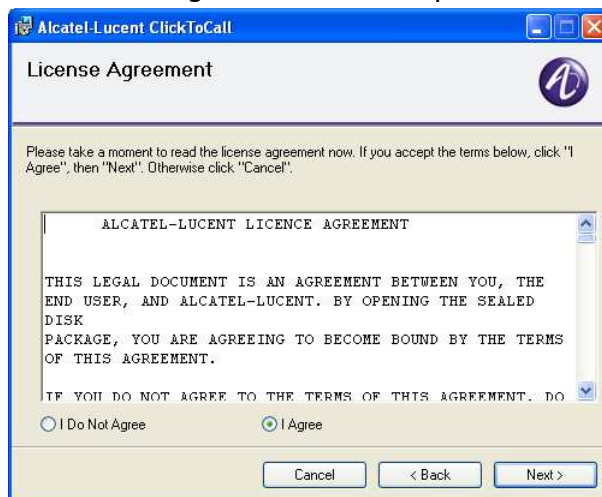 Alcatel-Lucent ClickToCall
License Agreement
Please take a moment to read the license agreement now. If you accept the terms below, click "I
Agree", then "Next". Otherwise click "Cancel".
ALCATEL-LUCENT LICENCE AGREEMENT
THIS LEGAL DOCUMENT IS AN AGREEMENT BETWEEN YOU, THE
END USER, AND ALCATEL-LUCENT. BY OPENING THE SEALED
DISK
PACKAGE, YOU ARE AGREEING TO BECOME BOUND BY THE TERMS
OF THIS AGREEMENT.
IF YOU DO NOT AGREE TO THE TERMS OF THIS AGREEMENT, DO
I Do Not Agree
I Agree
Cancel
< Back
Next >